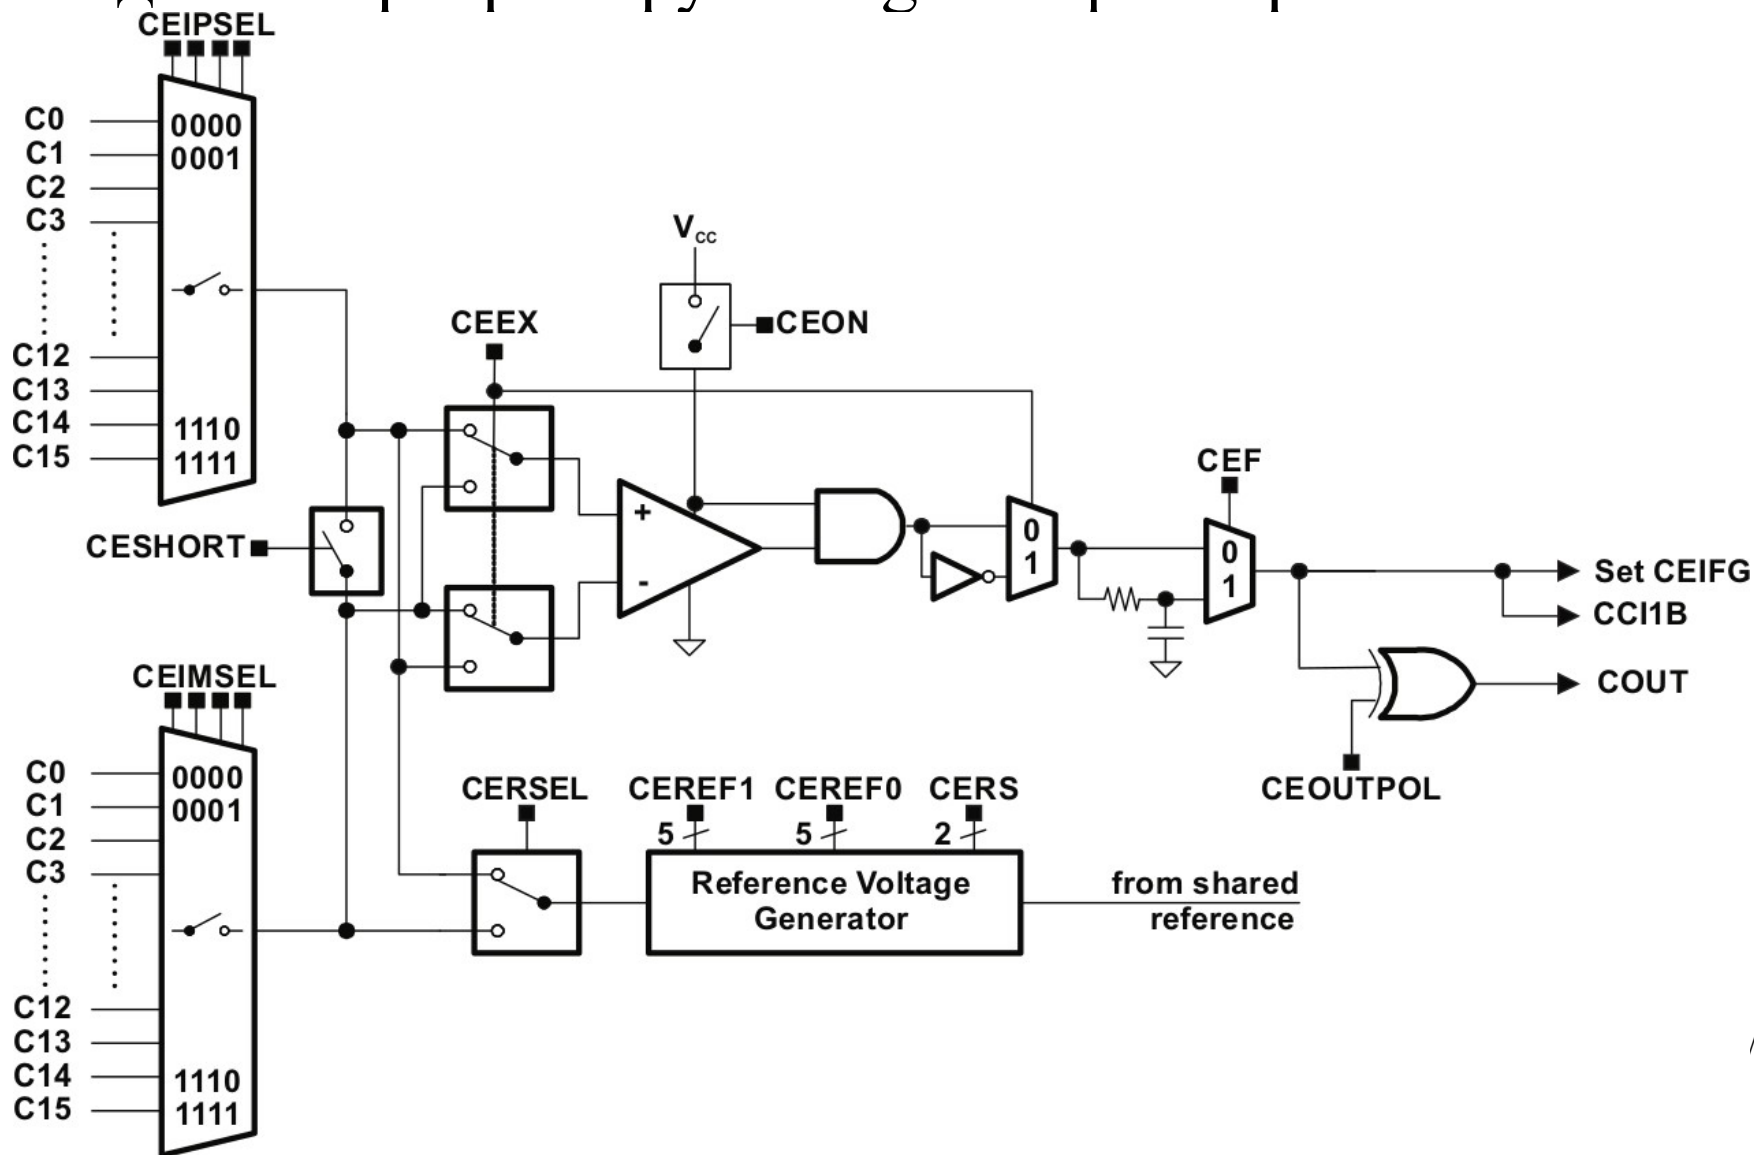 CEIPSEL
C0
0000
C1
0001
C2
C3
C12
C13
C14
1110
C15
1111
VCC
CEON
CEEX
CESHORT
+
-
0
1
CEF
0
1
Set CEIFG
CCI1B
COUT
CEOUTPOL
CEIMSEL
C0
0000
C1
0001
C2
C3
C12
C13
C14
1110
C15
1111
CERSEL
CEREF1
CEREF0
CERS
5
5
2
Reference Voltage
Generator
from shared
reference